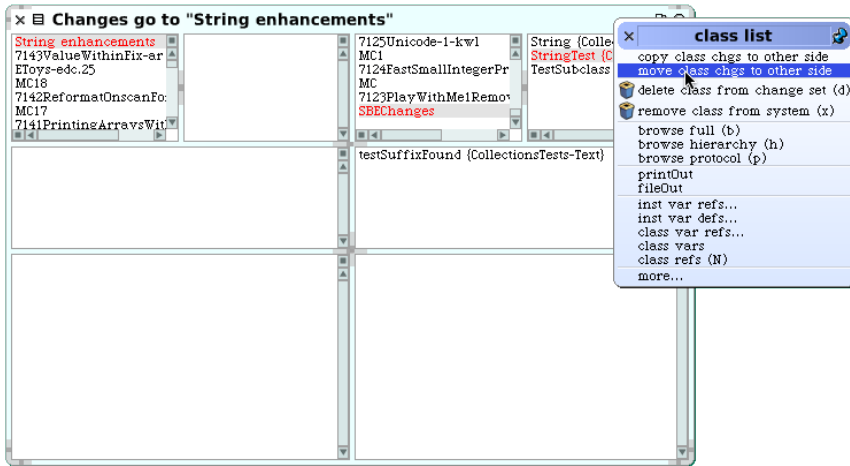 Changes go to "String enhancements"
String enhancements
7143ValueWithinFix-ar
EToys-edc.25
MC18
7142ReformatOnscanFo:
MC17
7141PrintingArraysWit
7125Unicode-1-kwl
MC1
7124FastSmallIntegerPr
MC
7123PlayWithMe1Remov
SBEChanges
String {Colle
StringTest {C
TestSubclass
testSuffixFound {CollectionsTests-Text}
class list
copy class chgs to other side
move class chgs to other side
delete class from change set (d)
remove class from system (x)
browse full (b)
browse hierarchy (h)
browse protocol (p)
printOut
fileOut
inst var refs...
inst var defs...
class var refs...
class vars
class refs (N)
more...